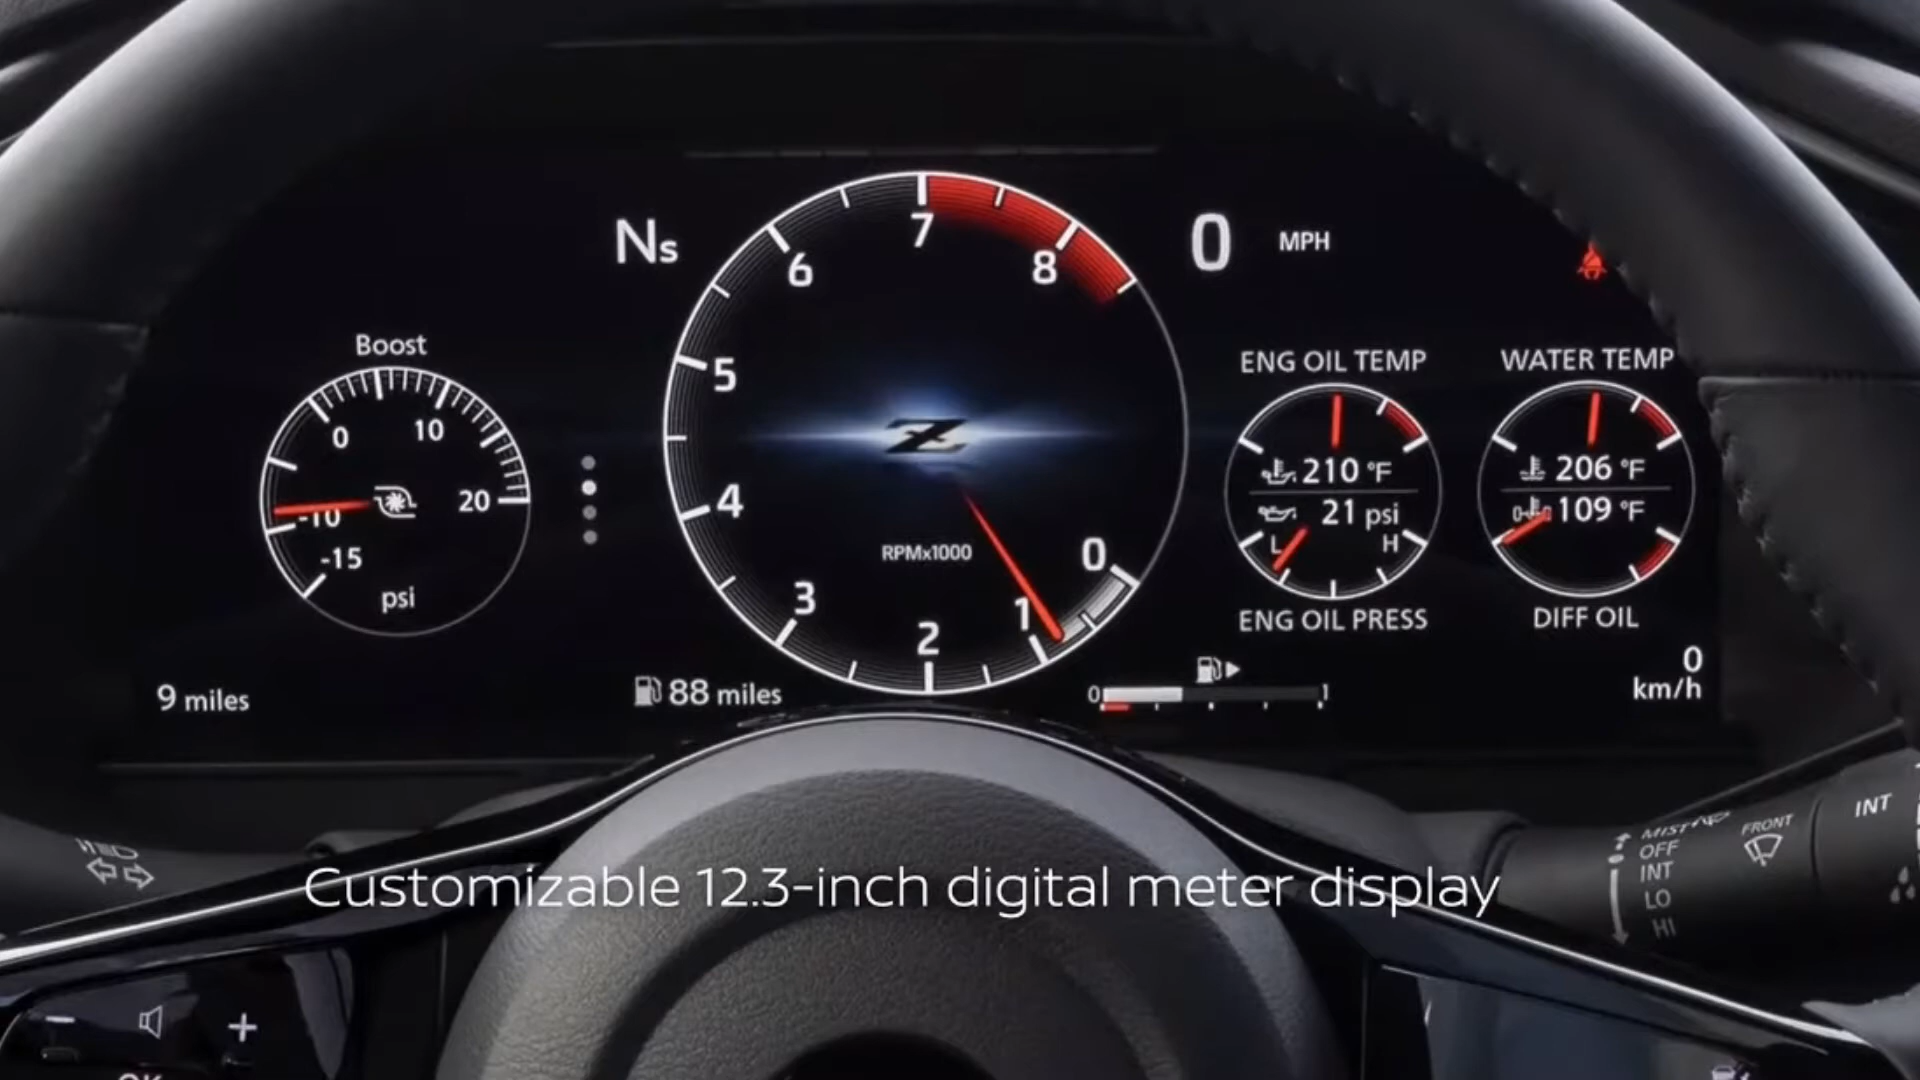 Ns
0 MPH
7
6
8
5
4
3
2
1
0
RPMx1000
Z
Boost
0
10
20
-10
-15
psi
ENG OIL TEMP
210 °F
21 psi
L
H
ENG OIL PRESS
WATER TEMP
206 °F
109 °F
DIFF OIL
9 miles
88 miles
0
1
0
km/h
Customizable 12.3-inch digital meter display
MIST
OFF
INT
LO
HI
FRONT
INT
- +
OK